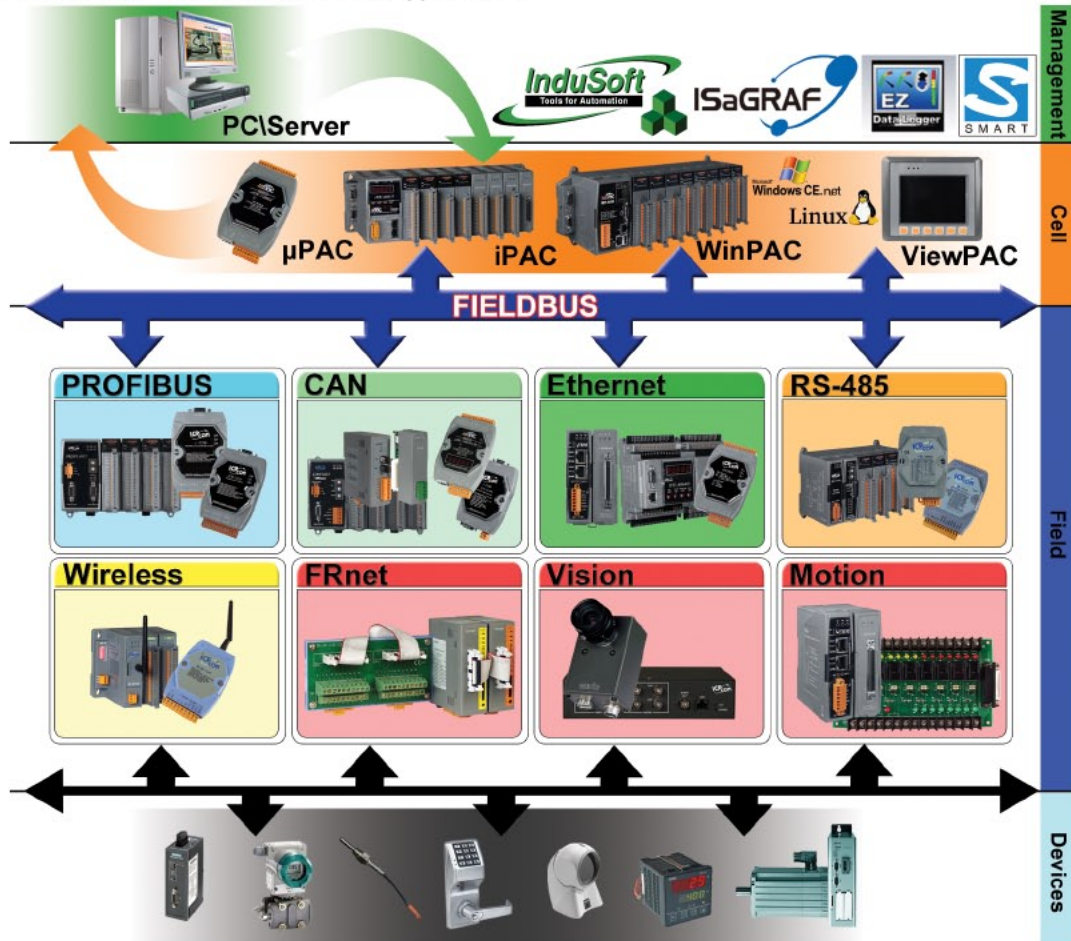 InduSoft
Tools for Automation
ISaGRAF
EZ
Data Logger
S
SMART
Management
PC\Server
µPAC
iPAC
WinPAC
Microsoft
Windows CE.net
Linux
ViewPAC
Cell
FIELDBUS
PROFIBUS
CAN
Ethernet
RS-485
Wireless
FRnet
Vision
Motion
Field
Devices